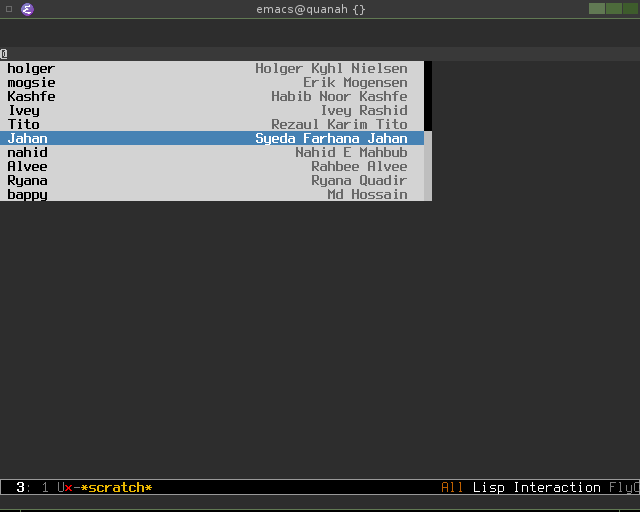 emacs@quanah {}
@
holger Holger Kyhl Nielsen
mogsie Erik Mogensen
Kashfe Habib Noor Kashfe
Ivey Ivey Rashid
Tito Rezaul Karim Tito
Jahan Syeda Farhana Jahan
nahid Nahid E Mahbub
Alvee Rahbee Alvee
Ryana Ryana Quadir
bappy Md Hossain
3: 1 Ux-*scratch* All Lisp Interaction FlyC